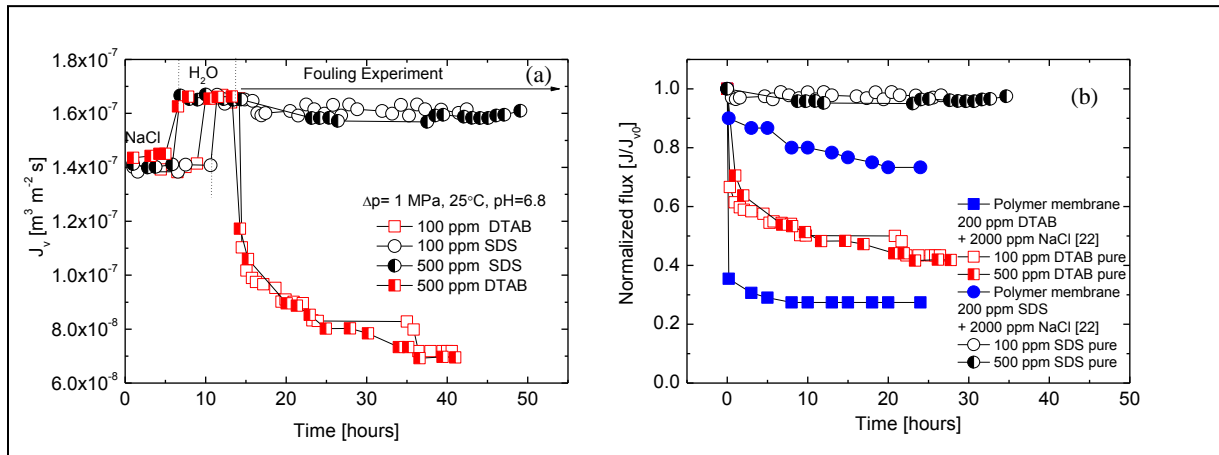 (a)
H2O
Fouling Experiment
NaCl
Δp= 1 MPa, 25°C, pH=6.8
100 ppm DTAB
100 ppm SDS
500 ppm SDS
500 ppm DTAB
Jv [m3 m-2 s]
1.8x10-7
1.6x10-7
1.4x10-7
1.2x10-7
1.0x10-7
8.0x10-8
6.0x10-8
0 10 20 30 40 50
Time [hours]
(b)
Normalized flux [J/Jv0]
1.0
0.8
0.6
0.4
0.2
0.0
Polymer membrane
200 ppm DTAB
+ 2000 ppm NaCl [22]
100 ppm DTAB pure
500 ppm DTAB pure
Polymer membrane
200 ppm SDS
+ 2000 ppm NaCl [22]
100 ppm SDS pure
500 ppm SDS pure
0 10 20 30 40 50
Time [hours]